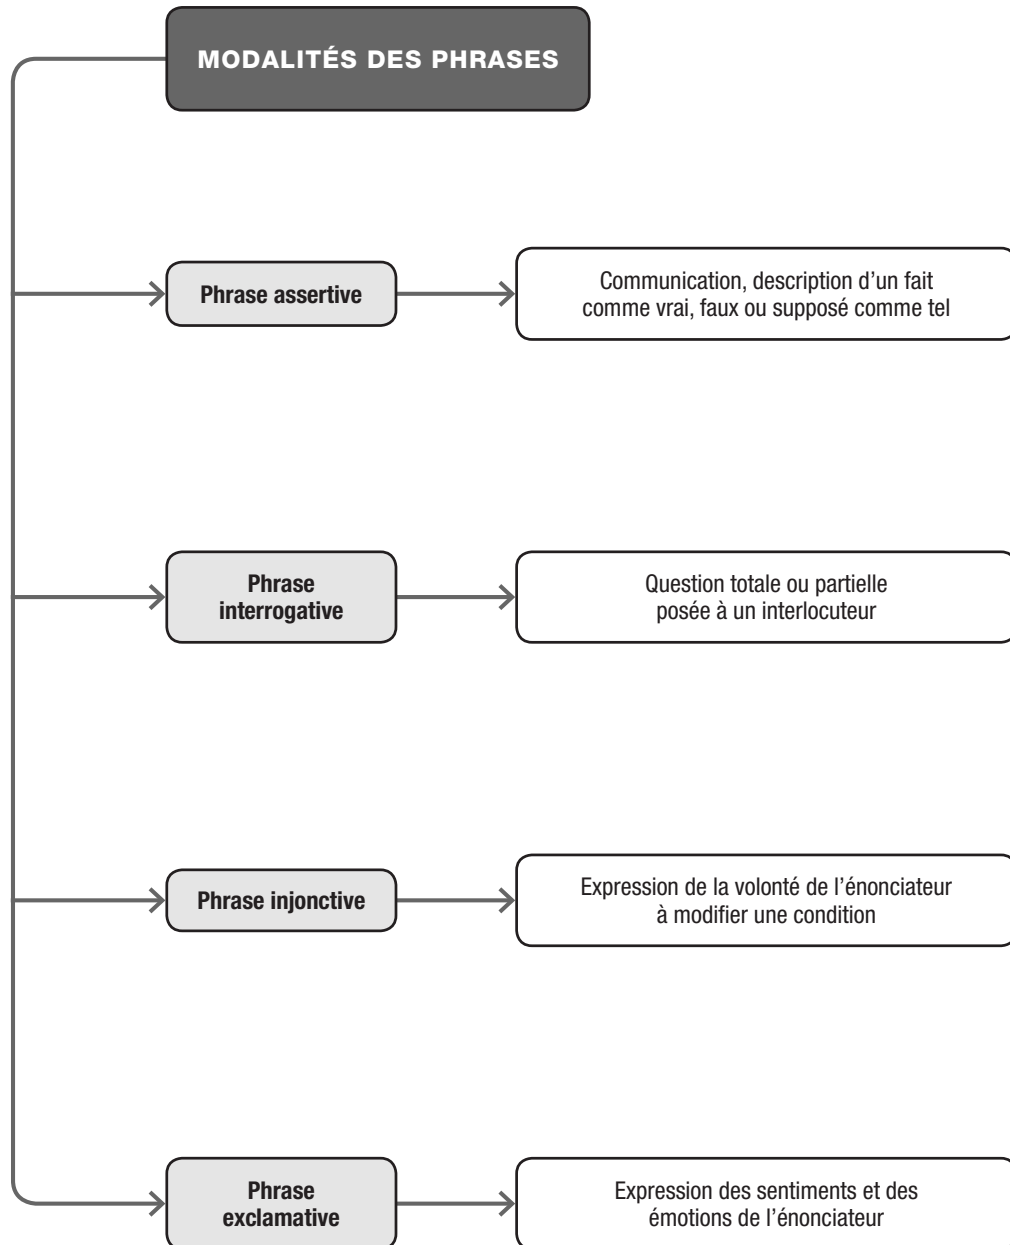 MODALITÉS DES PHRASES
Phrase assertive
Communication, description d’un fait
comme vrai, faux ou supposé comme tel
Phrase
interrogative
Question totale ou partielle
posée à un interlocuteur
Phrase injonctive
Expression de la volonté de l’énonciateur
à modifier une condition
Phrase
exclamative
Expression des sentiments et des
émotions de l’énonciateur